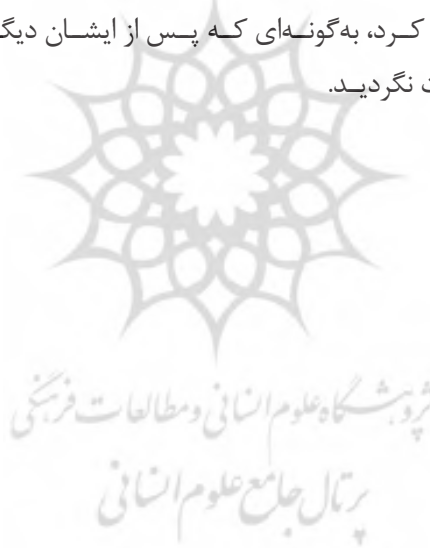 کرد، به‌گونه‌ای که پس از ایشان
نگردید.
پژوهشگاه علوم انسانی و مطالعات فرهنگی
پرتال جامع علوم انسانی